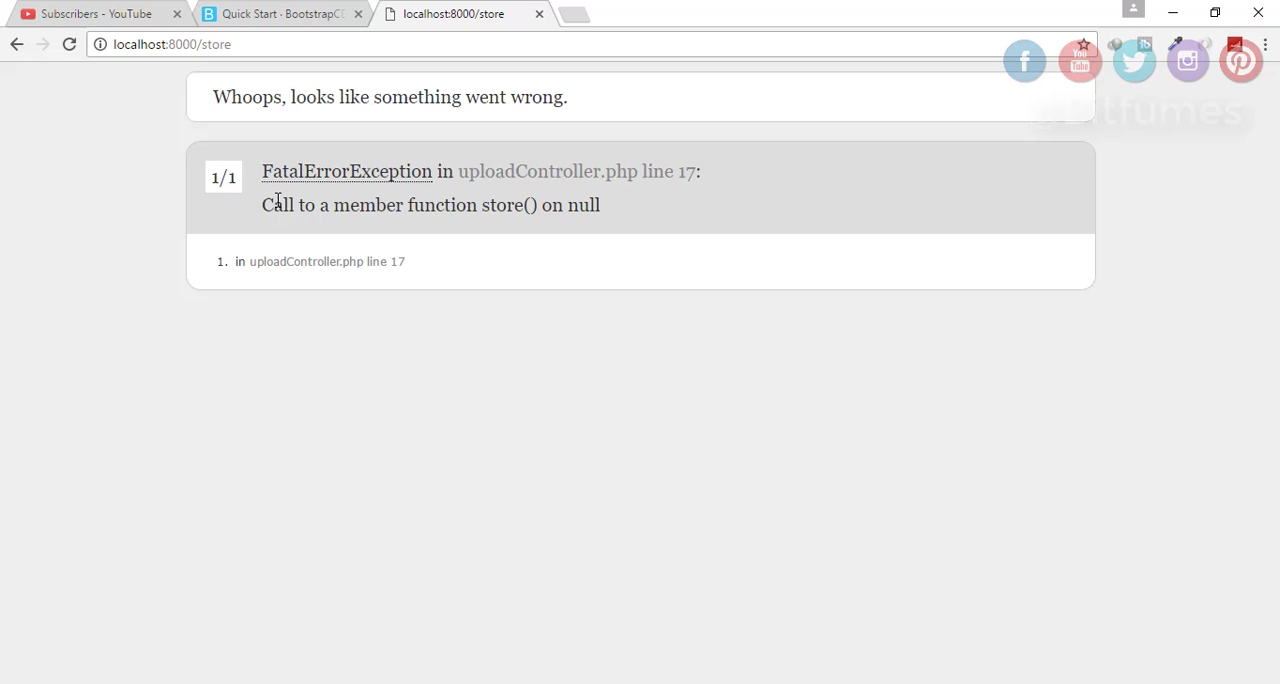 Subscribers - YouTube
Quick Start · BootstrapC
localhost:8000/store
localhost:8000/store
You
Tube
Whoops, looks like something went wrong.
1/1
FatalErrorException in uploadController.php line 17:
Call to a member function store() on null
1. in uploadController.php line 17